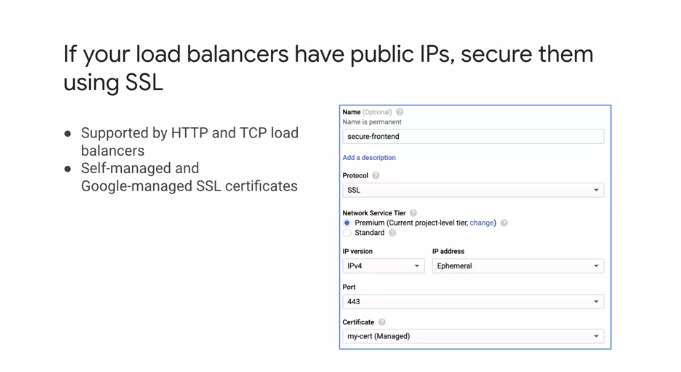 If your load balancers have public IPs, secure them
using SSL
● Supported by HTTP and TCP load
balancers
● Self-managed and
Google-managed SSL certificates
Name (Optional) ?
Name is permanent
secure-frontend
Add a description
Protocol ?
SSL
Network Service Tier ?
Premium (Current project-level tier, change) ?
Standard ?
IP version IP address
IPv4 Ephemeral
Port
443
Certificate ?
my-cert (Managed)